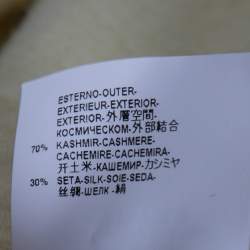 ESTERNO-OUTER-
EXTERIEUR-EXTERIOR-
EXTERIOR-外層空間-
КОСМИЧЕСКОМ-外部結合
70% KASHMIR-CASHMERE-
CACHEMIRE-CACHEMIRA-
开士米-КАШЕМИР-カシミヤ
30% SETA-SILK-SOIE-SEDA-
丝绸-ШЕЛК-絹